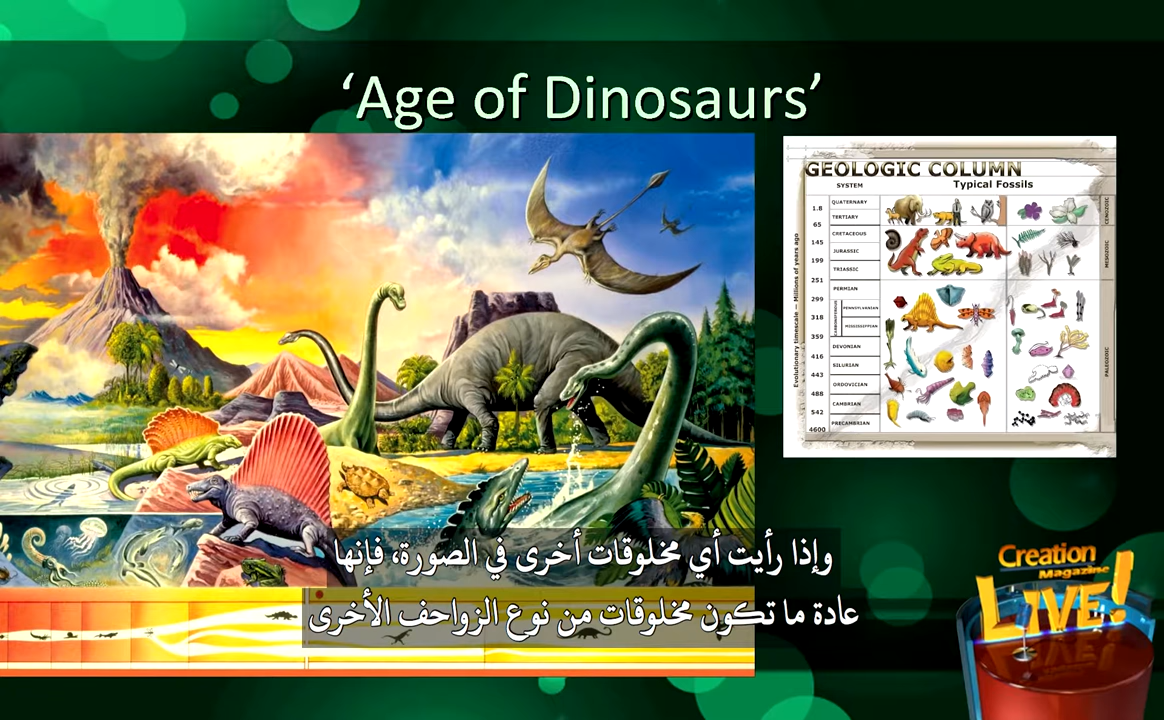 ‘Age of Dinosaurs’
GEOLOGIC COLUMN
SYSTEM
Typical Fossils
Evolutionary timescale — Millions of years ago
1.8
65
145
199
251
299
318
359
416
443
488
542
4600
QUATERNARY
TERTIARY
CRETACEOUS
JURASSIC
TRIASSIC
PERMIAN
CARBONIFEROUS
PENNSYLVANIAN
MISSISSIPPIAN
DEVONIAN
SILURIAN
ORDOVICIAN
CAMBRIAN
PRECAMBRIAN
CENOZOIC
MESOZOIC
PALEOZOIC
وإذا رأيت أي مخلوقات أخرى في الصورة، فإنها
عادة ما تكون مخلوقات من نوع الزواحف الأخرى
Creation
Magazine
LIVE!